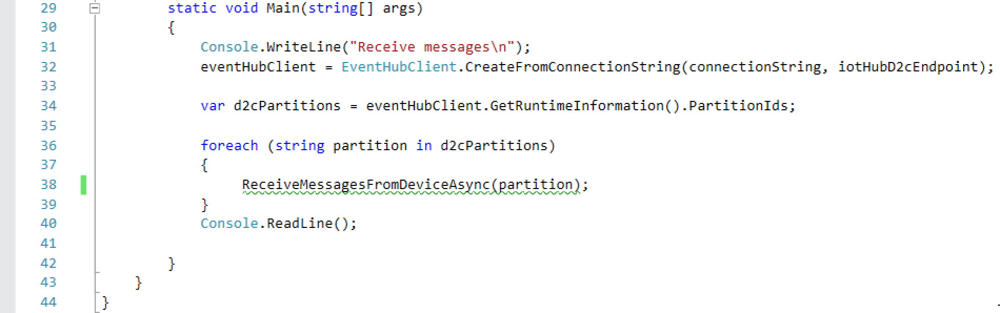 29 static void Main(string[] args)
30 {
31 Console.WriteLine("Receive messages\n");
32 eventHubClient = EventHubClient.CreateFromConnectionString(connectionString, iotHubD2cEndpoint);
33
34 var d2cPartitions = eventHubClient.GetRuntimeInformation().PartitionIds;
35
36 foreach (string partition in d2cPartitions)
37 {
38 ReceiveMessagesFromDeviceAsync(partition);
39 }
40 Console.ReadLine();
41
42 }
43 }
44 }